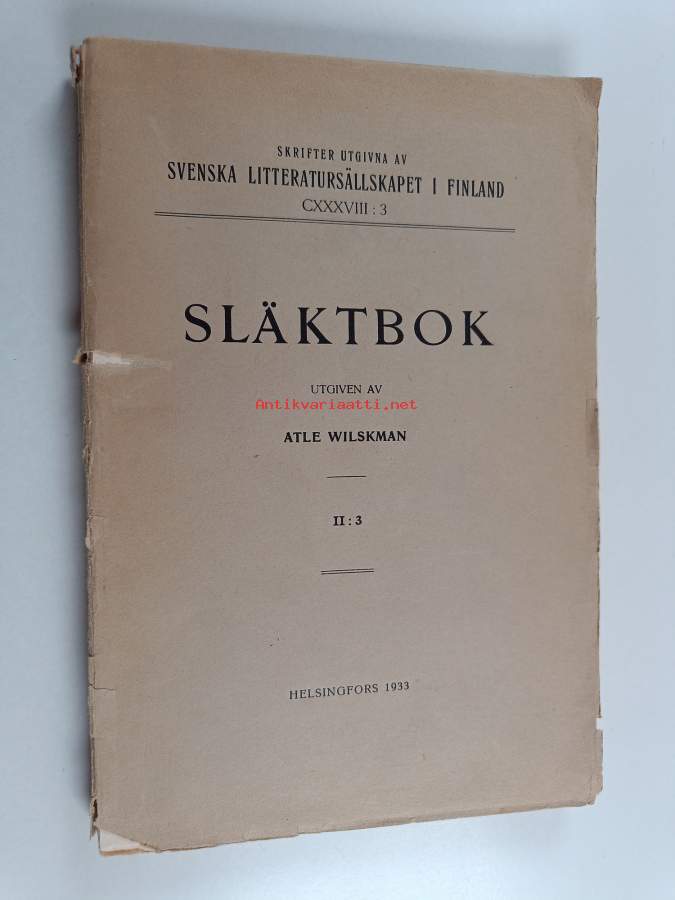 SKRIFTER UTGIVNA AV
SVENSKA LITTERATURSÄLLSKAPET I FINLAND
CXXXVIII : 3
SLÄKTBOK
UTGIVEN AV
Antikvariaatti.net
ATLE WILSKMAN
II : 3
HELSINGFORS 1933